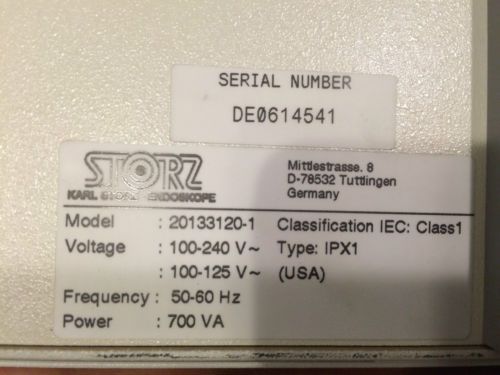 SERIAL NUMBER
DE0614541
STORZ
KARL STORZ ENDOSKOPE
Mittlestrasse. 8
D-78532 Tuttlingen
Germany
Model : 20133120-1 Classification IEC: Class1
Voltage : 100-240 V~ Type: IPX1
: 100-125 V~ (USA)
Frequency : 50-60 Hz
Power : 700 VA